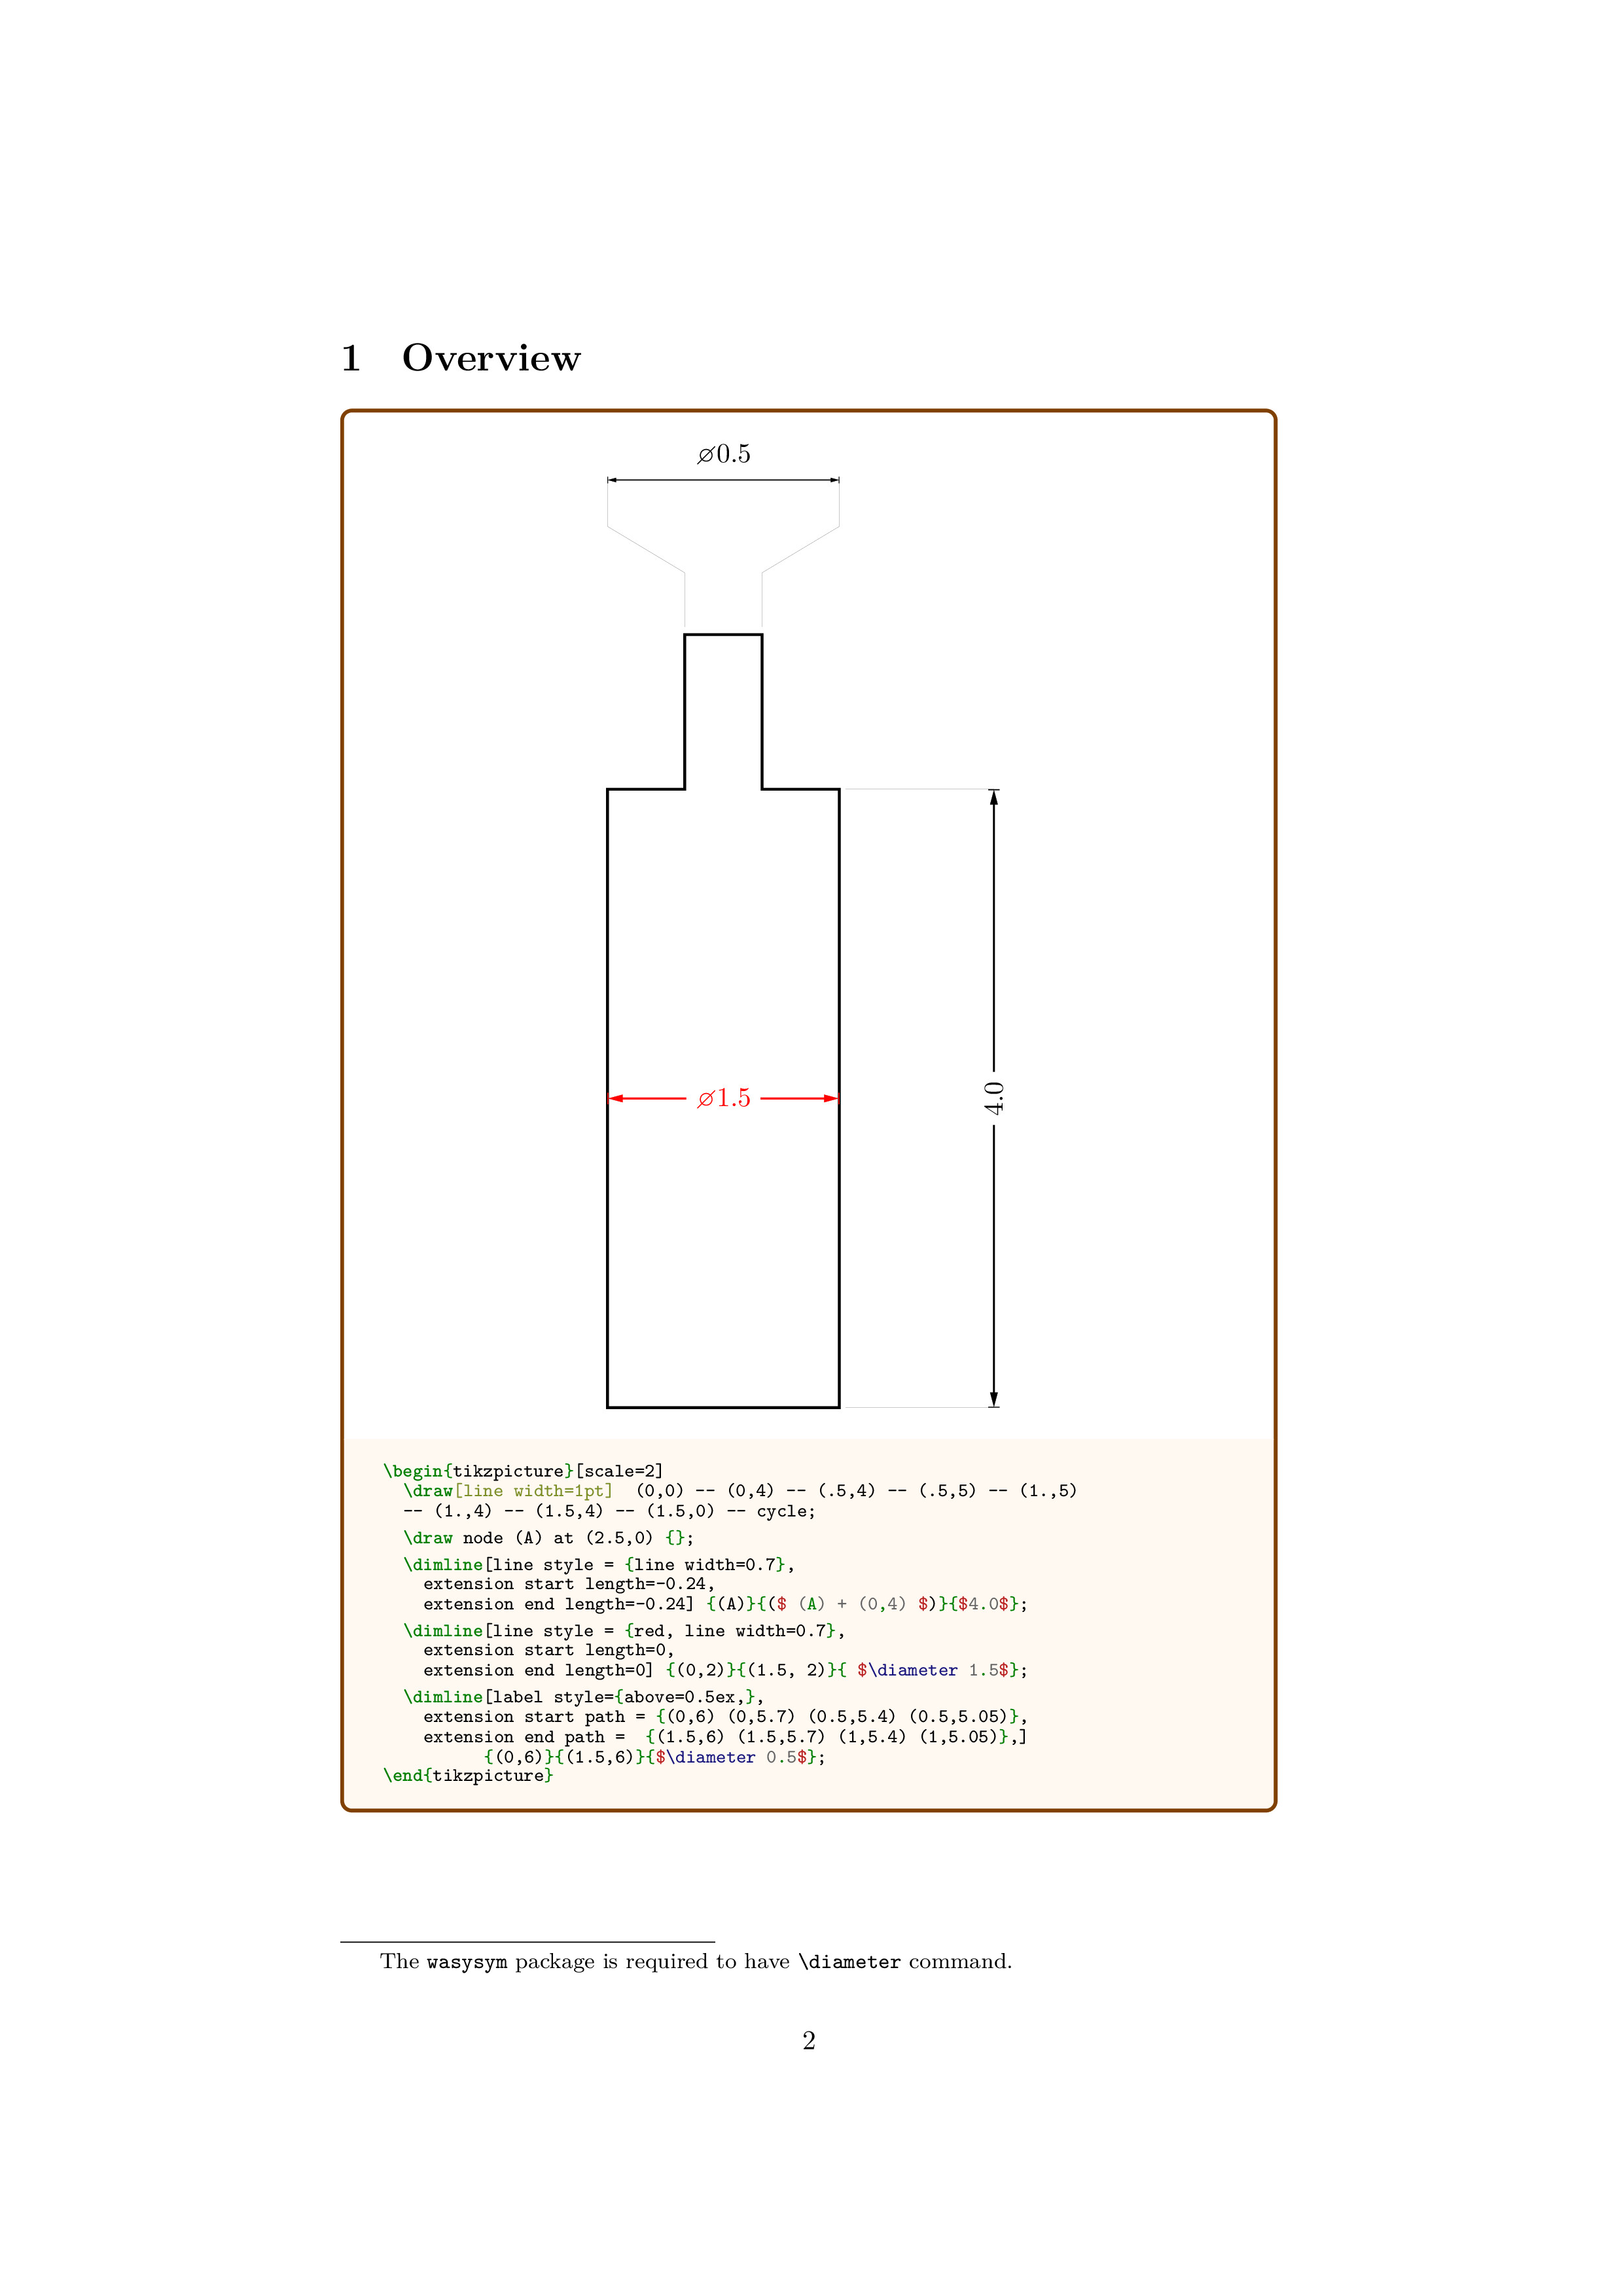 1 Overview
⌀0.5
⌀1.5
4.0
\begin{tikzpicture}[scale=2]
  \draw[line width=1pt]  (0,0) -- (0,4) -- (.5,4) -- (.5,5) -- (1.,5)
  -- (1.,4) -- (1.5,4) -- (1.5,0) -- cycle;
  \draw node (A) at (2.5,0) {};
  \dimline[line style = {line width=0.7},
    extension start length=-0.24,
    extension end length=-0.24] {(A)}{($ (A) + (0,4) $)}{$4.0$};
  \dimline[line style = {red, line width=0.7},
    extension start length=0,
    extension end length=0] {(0,2)}{(1.5, 2)}{ $\diameter 1.5$};
  \dimline[label style={above=0.5ex,},
    extension start path = {(0,6) (0,5.7) (0.5,5.4) (0.5,5.05)},
    extension end path =  {(1.5,6) (1.5,5.7) (1,5.4) (1,5.05)},]
          {(0,6)}{(1.5,6)}{$\diameter 0.5$};
\end{tikzpicture}
The wasysym package is required to have \diameter command.
2